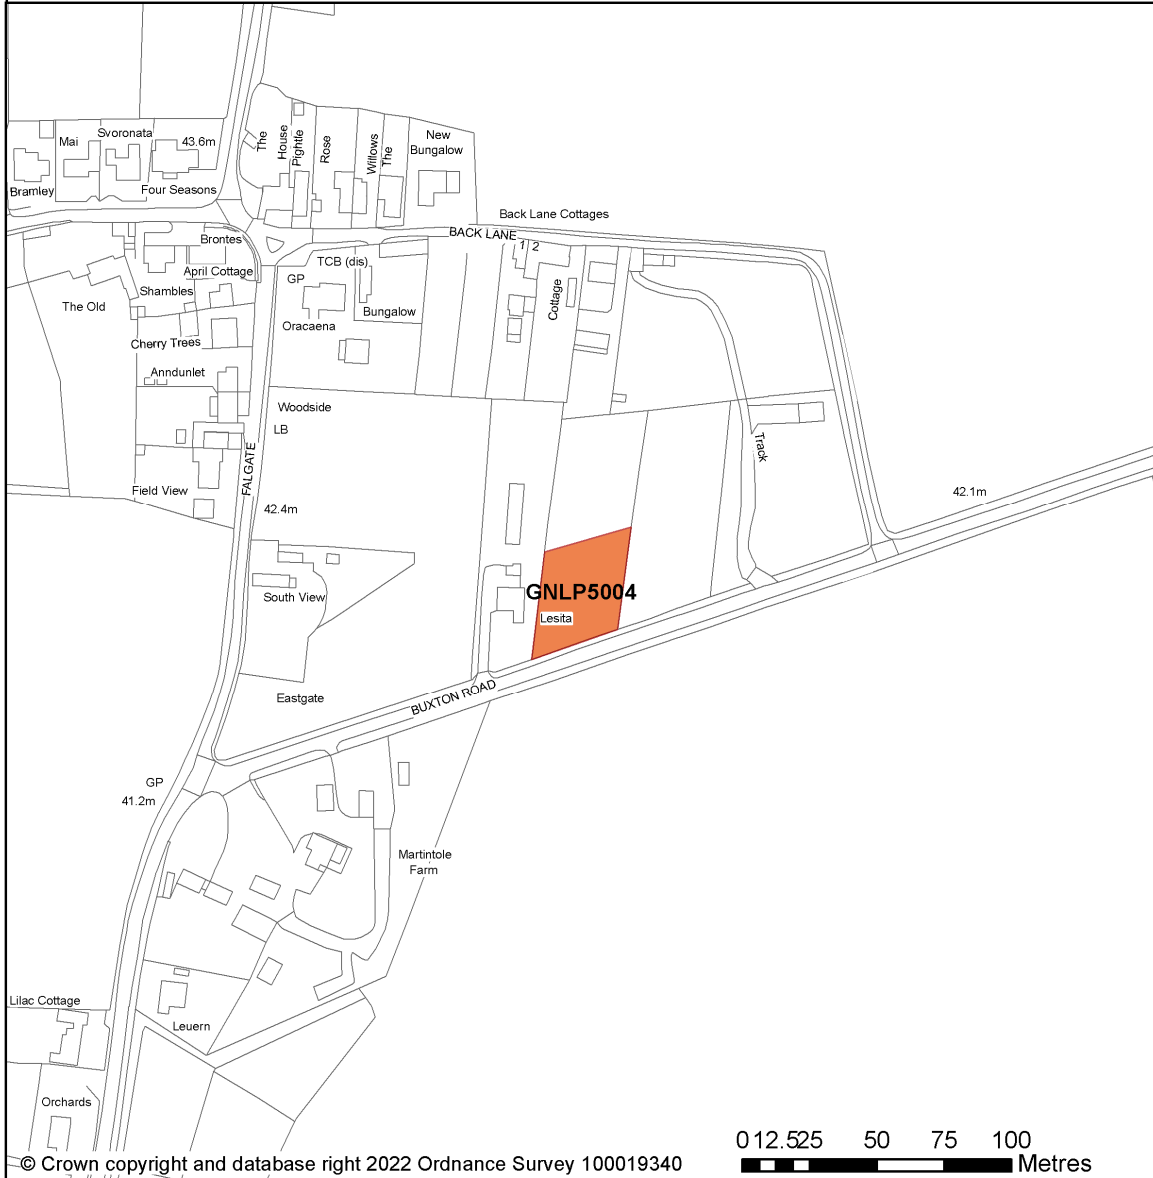 Mai
Svoronata
43.6m
Bramley
Four Seasons
The
House
Pightle
Rose
Willows
The
New
Bungalow
Back Lane Cottages
BACK LANE
1
2
Brontes
April Cottage
Shambles
The Old
Cherry Trees
Anndunlet
TCB (dis)
GP
Bungalow
Oracaena
Cottage
Woodside
LB
FALGATE
Field View
42.4m
Track
42.1m
South View
GNLP5004
Lesita
Eastgate
BUXTON ROAD
GP
41.2m
Martintole
Farm
Lilac Cottage
Leuern
Orchards
0 12.5 25 50 75 100
Metres
© Crown copyright and database right 2022 Ordnance Survey 100019340